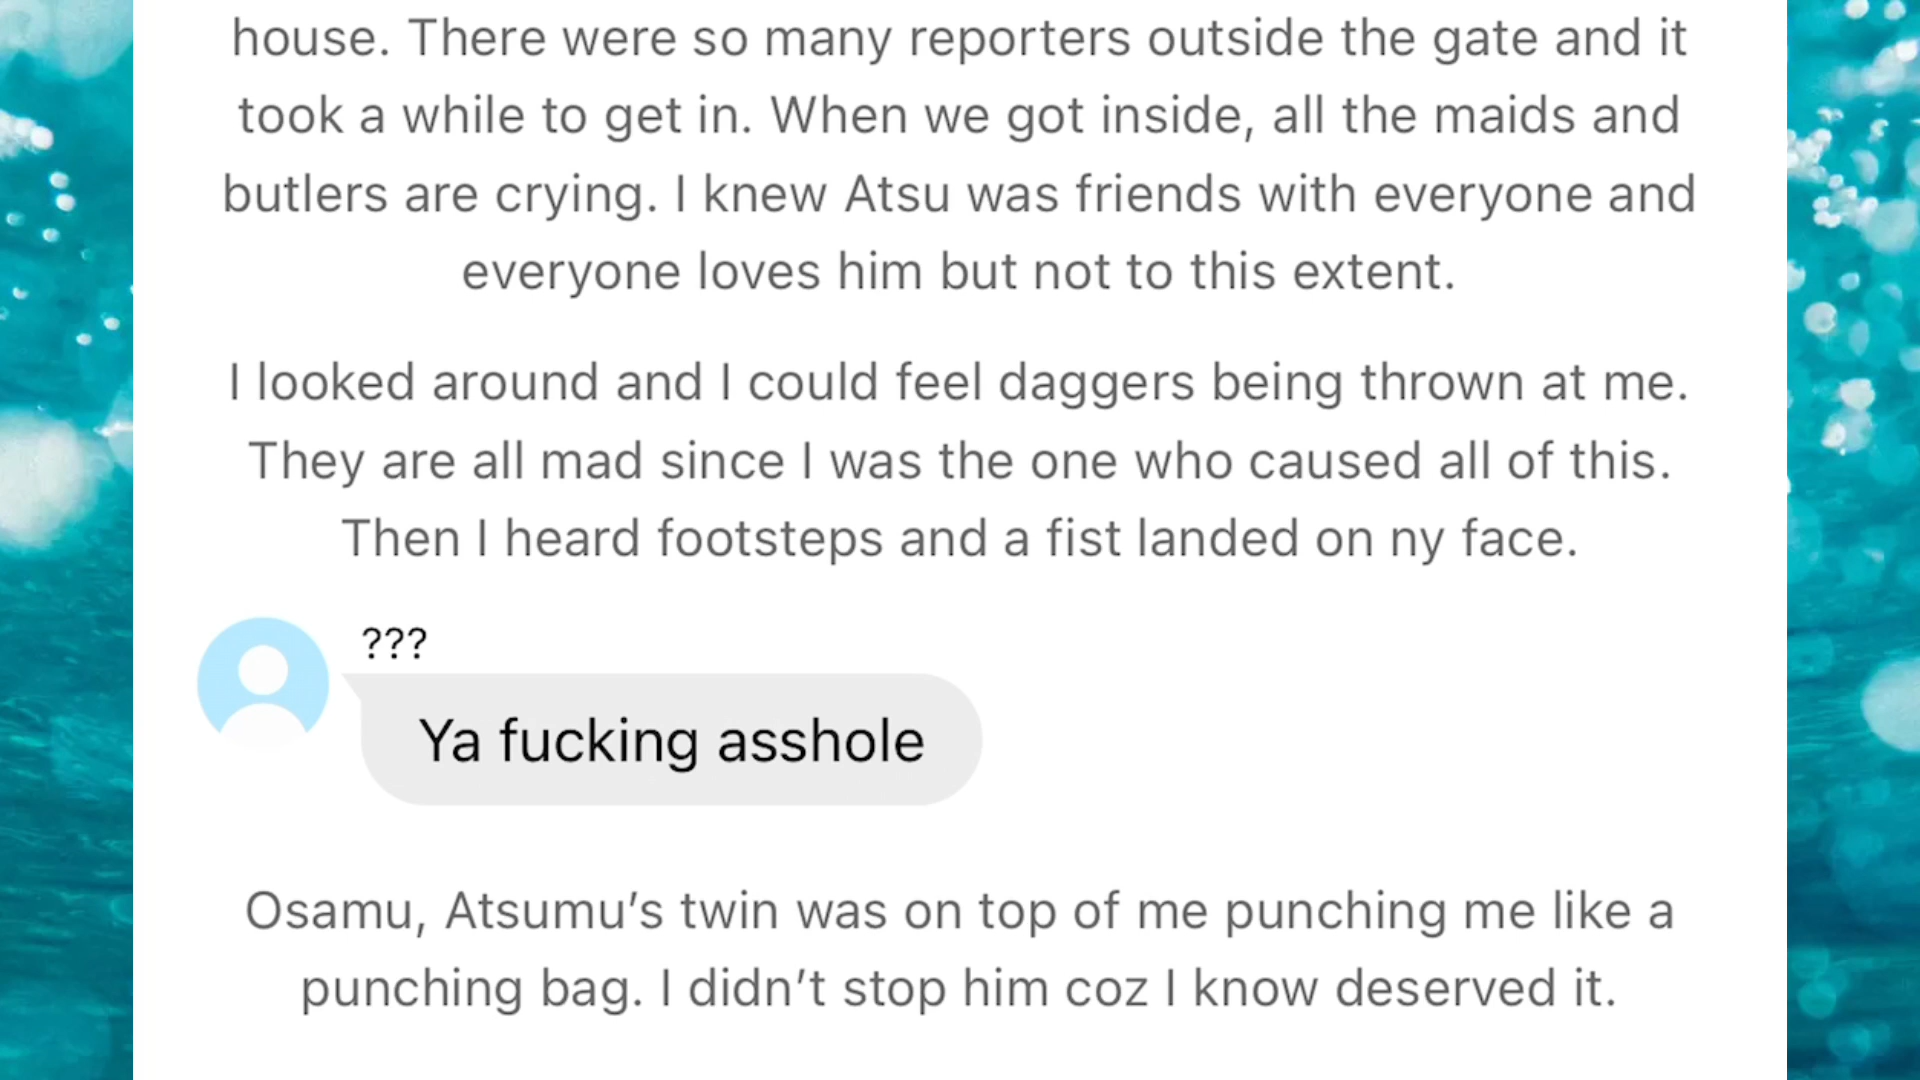 house. There were so many reporters outside the gate and it
took a while to get in. When we got inside, all the maids and
butlers are crying. I knew Atsu was friends with everyone and
everyone loves him but not to this extent.
I looked around and I could feel daggers being thrown at me.
They are all mad since I was the one who caused all of this.
Then I heard footsteps and a fist landed on ny face.
???
Ya fucking asshole
Osamu, Atsumu’s twin was on top of me punching me like a
punching bag. I didn’t stop him coz I know deserved it.